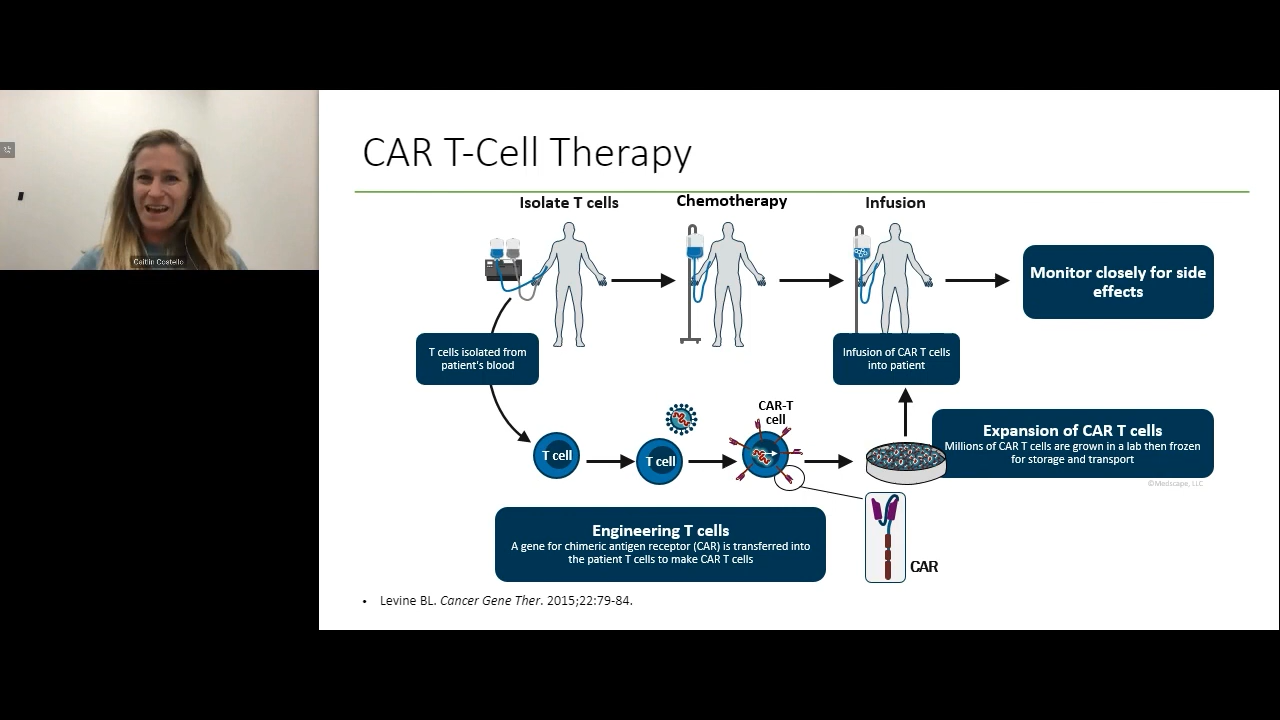 CAR T-Cell Therapy
Isolate T cells
Chemotherapy
Infusion
Monitor closely for side
effects
T cells isolated from
patient's blood
Infusion of CAR T cells
into patient
CAR-T
cell
T cell
T cell
Expansion of CAR T cells
Millions of CAR T cells are grown in a lab then frozen
for storage and transport
©Medscape, LLC
Engineering T cells
A gene for chimeric antigen receptor (CAR) is transferred into
the patient T cells to make CAR T cells
CAR
• Levine BL. Cancer Gene Ther. 2015;22:79-84.
Caitlin Costello